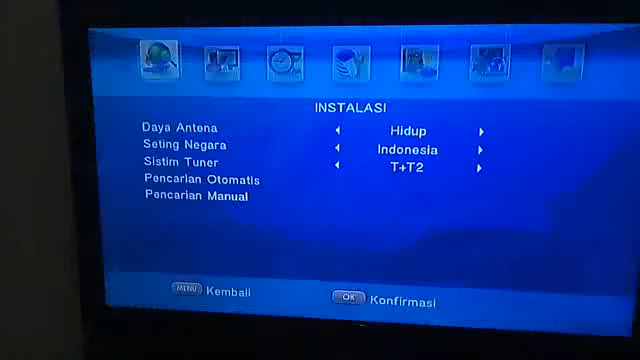 INSTALASI
Daya Antena Hidup
Seting Negara Indonesia
Sistim Tuner T+T2
Pencarian Otomatis
Pencarian Manual
MENU Kembali OK Konfirmasi